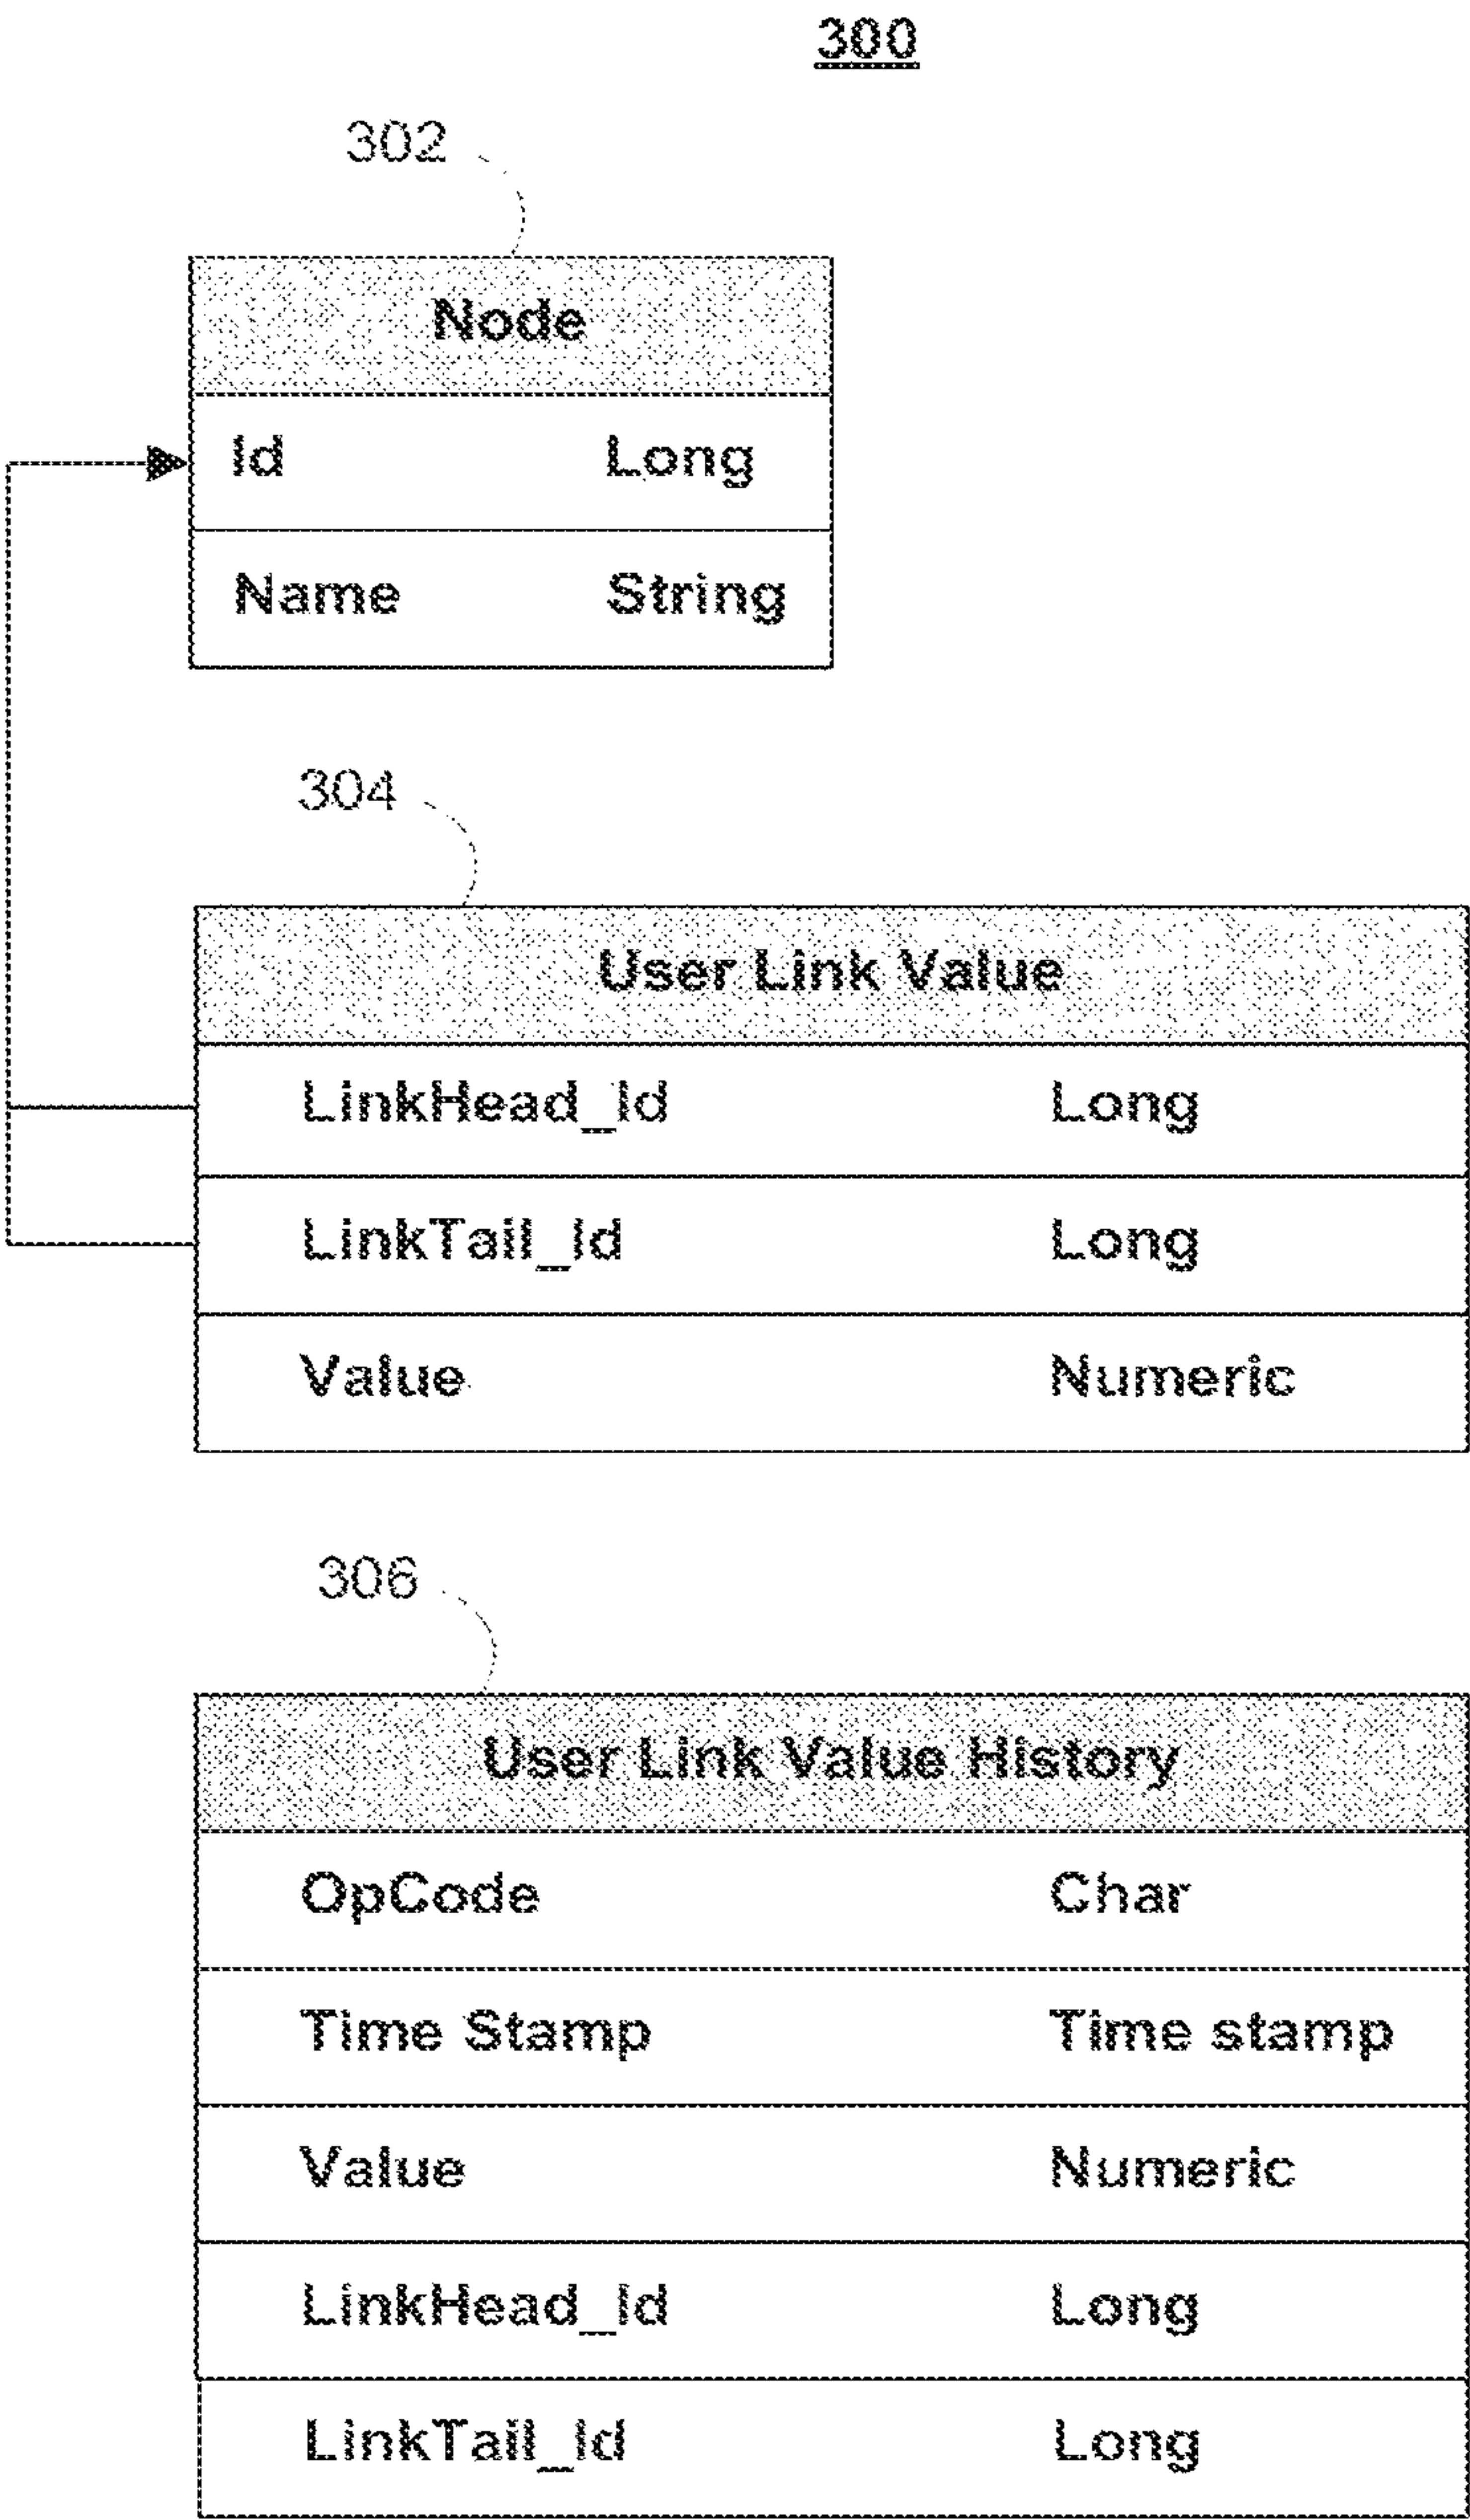 300
302
Node
Id Long
Name String
304
User Link Value
LinkHead_Id Long
LinkTail_Id Long
Value Numeric
306
User Link Value History
OpCode Char
Time Stamp Time stamp
Value Numeric
LinkHead_Id Long
LinkTail_Id Long